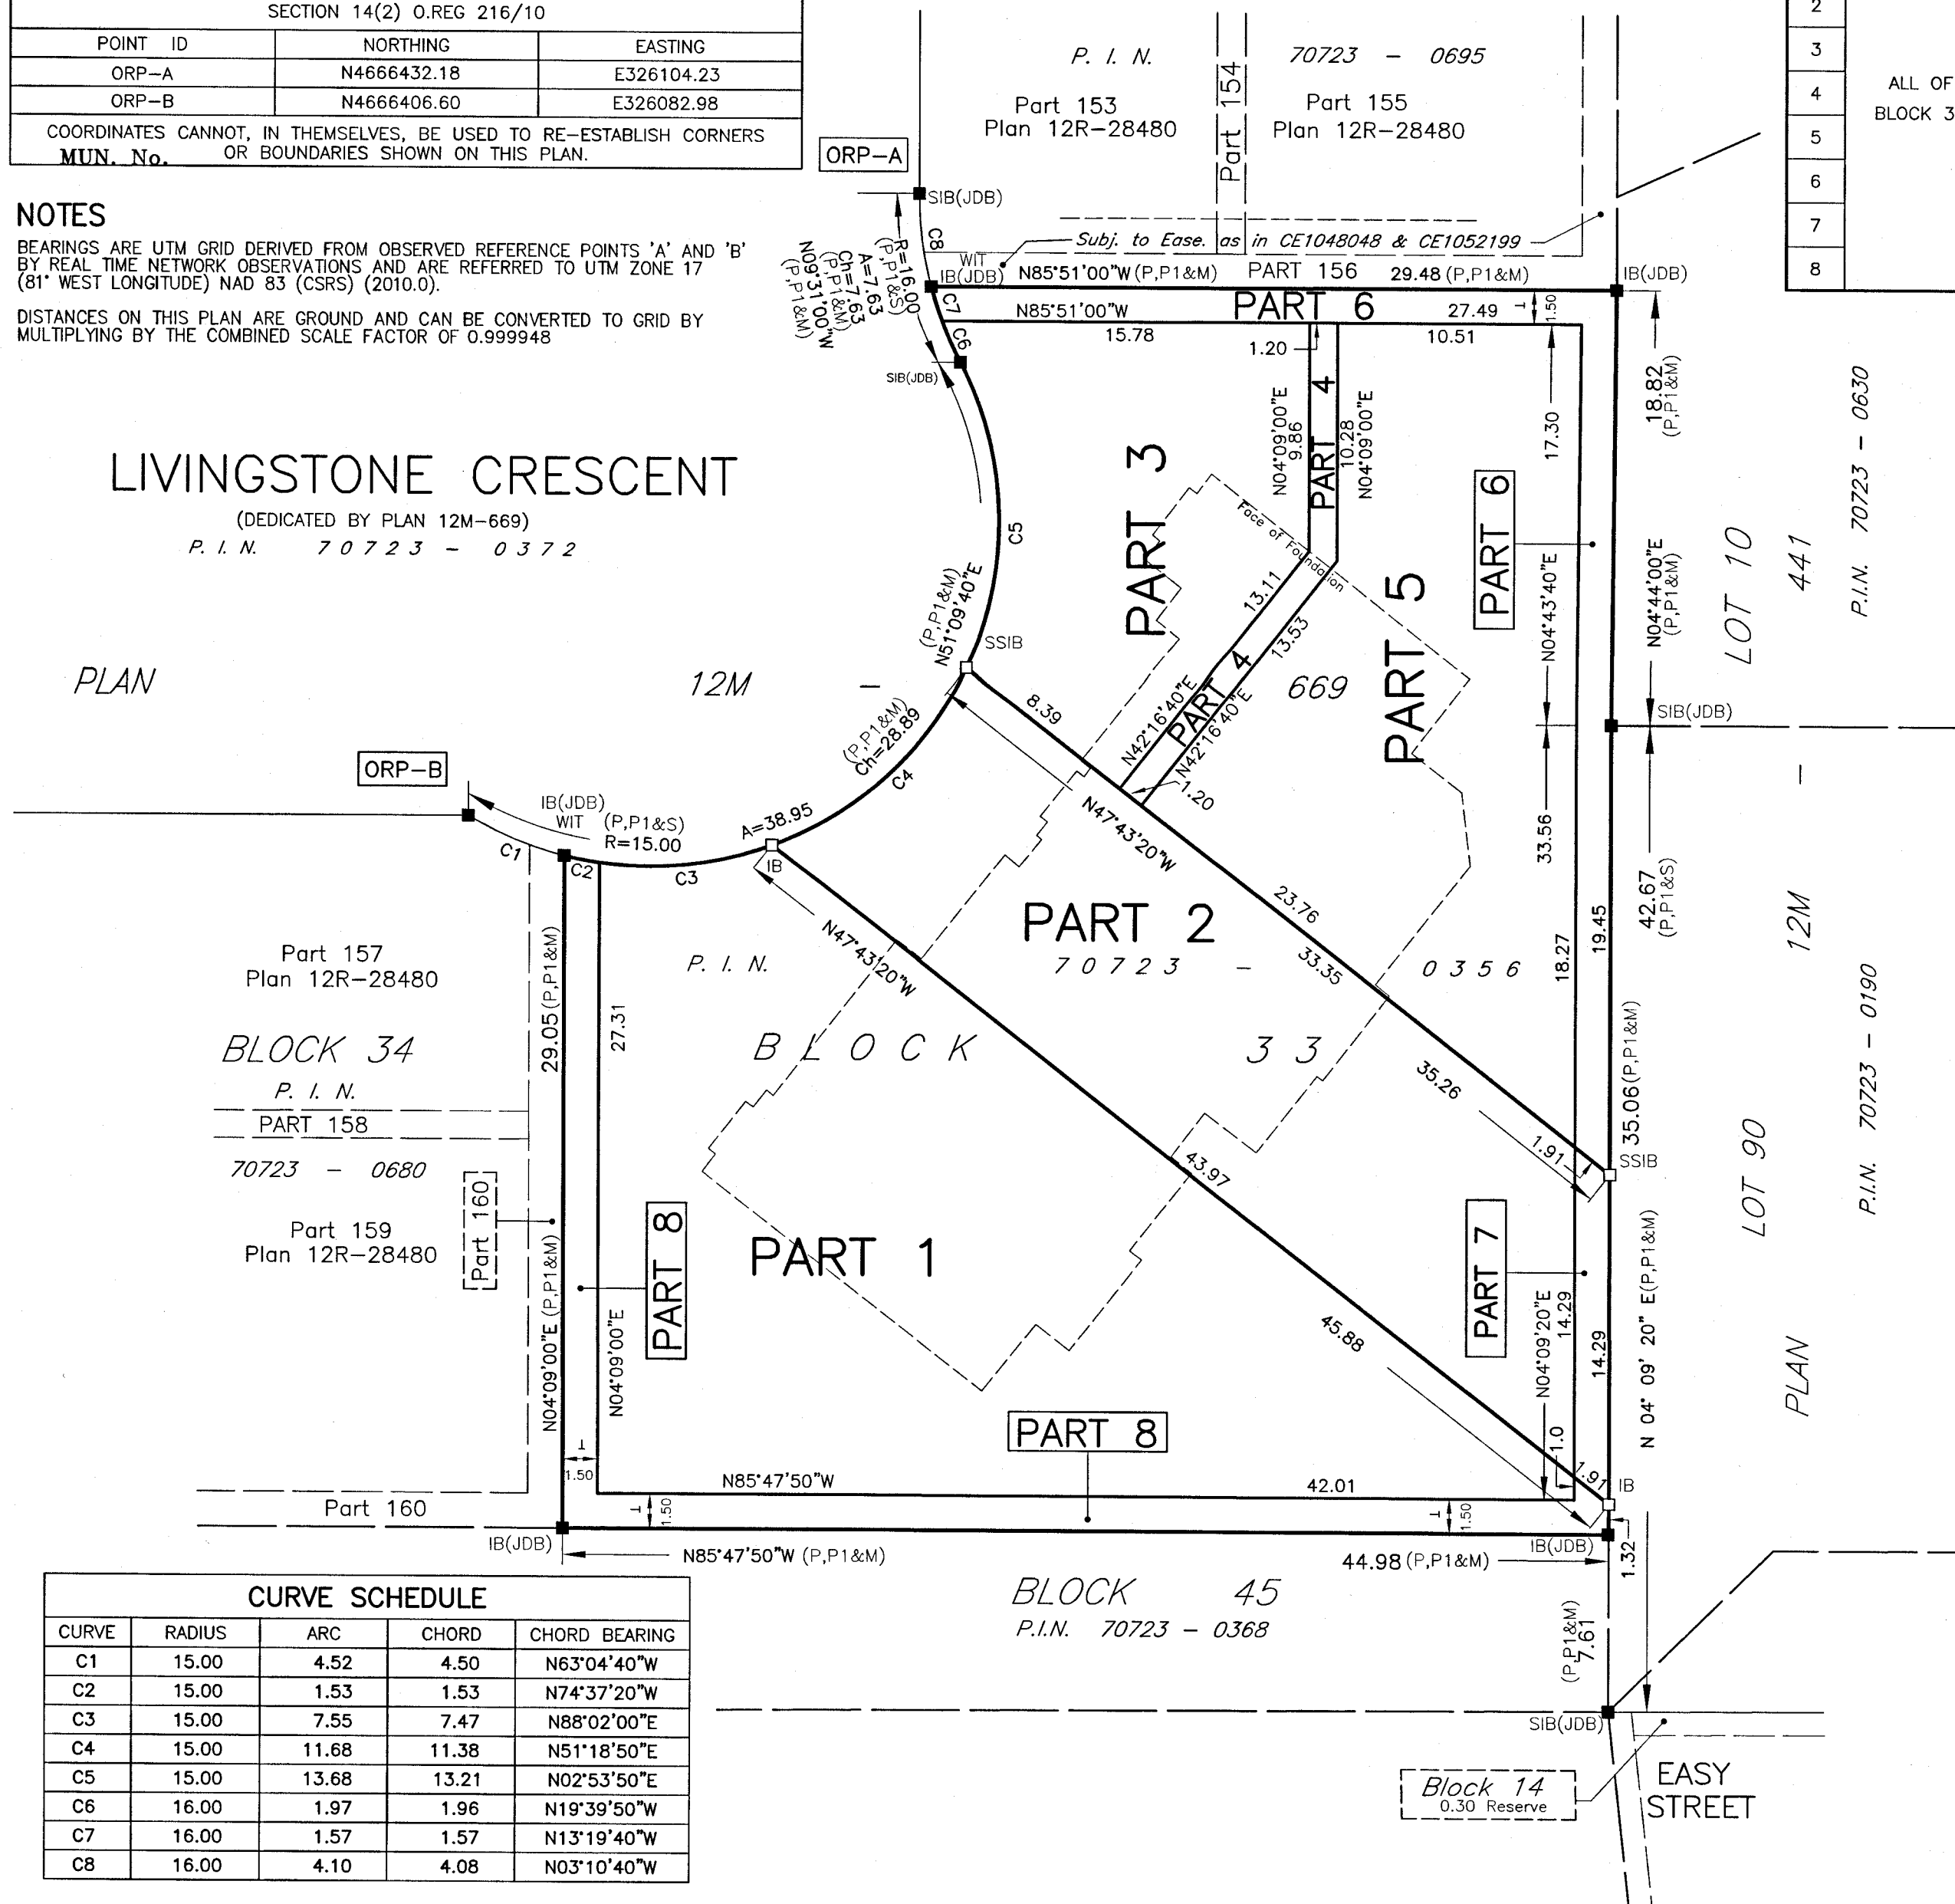 SECTION 14(2) O.REG 216/10
POINT ID NORTHING EASTING
ORP-A N4666432.18 E326104.23
ORP-B N4666406.60 E326082.98
COORDINATES CANNOT, IN THEMSELVES, BE USED TO RE-ESTABLISH CORNERS
MUN. No. OR BOUNDARIES SHOWN ON THIS PLAN.
NOTES
BEARINGS ARE UTM GRID DERIVED FROM OBSERVED REFERENCE POINTS 'A' AND 'B'
BY REAL TIME NETWORK OBSERVATIONS AND ARE REFERRED TO UTM ZONE 17
(81° WEST LONGITUDE) NAD 83 (CSRS) (2010.0).
DISTANCES ON THIS PLAN ARE GROUND AND CAN BE CONVERTED TO GRID BY
MULTIPLYING BY THE COMBINED SCALE FACTOR OF 0.999948
P. I. N. 70723 - 0695
Part 153
Plan 12R-28480
Part 154
Part 155
Plan 12R-28480
2
3
4
5
6
7
8
ALL OF
BLOCK 3
ORP-A
SIB(JDB)
Subj. to Ease. as in CE1048048 & CE1052199
C8
WIT
IB(JDB)
N85°51'00"W (P,P1&M) PART 156 29.48 (P,P1&M)
IB(JDB)
R=16.00
(P,P1&S)
A=7.63
Ch=7.63
(P,P1&M)
N09°31'00"W
(P,P1&M)
C7
C6
N85°51'00"W PART 6 27.49
1.50
15.78
1.20
10.51
SIB(JDB)
LIVINGSTONE CRESCENT
(DEDICATED BY PLAN 12M-669)
P. I. N. 70723 - 0372
C5
PART 3
N04°09'00"E
9.86
PART 4
10.28
N04°09'00"E
17.30
18.82
(P,P1&M)
PART 6
Face of Foundation
13.11
13.53
PART 5
N04°43'40"E
N04°44'00"E
(P,P1&M)
LOT 10
441
P.I.N. 70723 - 0630
(P,P1&M)
N51°09'40"E
SSIB
PLAN 12M - 669
8.39
N42°16'40"E
PART 4
N42°16'40"E
1.20
SIB(JDB)
(P,P1&M)
Ch=28.89
C4
ORP-B
IB(JDB)
WIT (P,P1&S)
R=15.00
A=38.95
C1
C2
C3
IB
N47°43'20"W
33.56
42.67
(P,P1&S)
12M -
23.76
PART 2
33.35
18.27
19.45
Part 157
Plan 12R-28480
29.05 (P,P1&M)
27.31
P. I. N. 70723 - 0356
N47°43'20"W
BLOCK 34
P. I. N.
PART 158
70723 - 0680
Part 159
Plan 12R-28480
Part 160
BLOCK 33
35.26
35.06 (P,P1&M)
1.91
SSIB
LOT 90
P.I.N. 70723 - 0190
43.97
PART 8
PART 1
PART 7
N04°09'00"E (P,P1&M)
N04°09'00"E
45.88
N04°09'20"E
14.29
14.29
N 04° 09' 20" E(P,P1&M)
PLAN
PART 8
1.0
1.91
IB
1.50
N85°47'50"W 42.01
Part 160
1.50
1.50
IB(JDB)
N85°47'50"W (P,P1&M)
44.98 (P,P1&M)
IB(JDB)
1.32
BLOCK 45
P.I.N. 70723 - 0368
(P,P1&M)
7.61
SIB(JDB)
Block 14
0.30 Reserve
EASY
STREET
CURVE SCHEDULE
CURVE RADIUS ARC CHORD CHORD BEARING
C1 15.00 4.52 4.50 N63°04'40"W
C2 15.00 1.53 1.53 N74°37'20"W
C3 15.00 7.55 7.47 N88°02'00"E
C4 15.00 11.68 11.38 N51°18'50"E
C5 15.00 13.68 13.21 N02°53'50"E
C6 16.00 1.97 1.96 N19°39'50"W
C7 16.00 1.57 1.57 N13°19'40"W
C8 16.00 4.10 4.08 N03°10'40"W